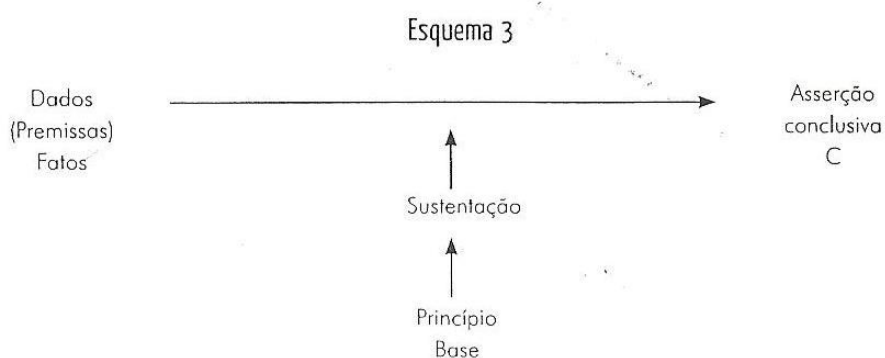 Esquema 3
Dados
(Premissas)
Fatos
Asserção
conclusiva
C
Sustentação
Princípio
Base